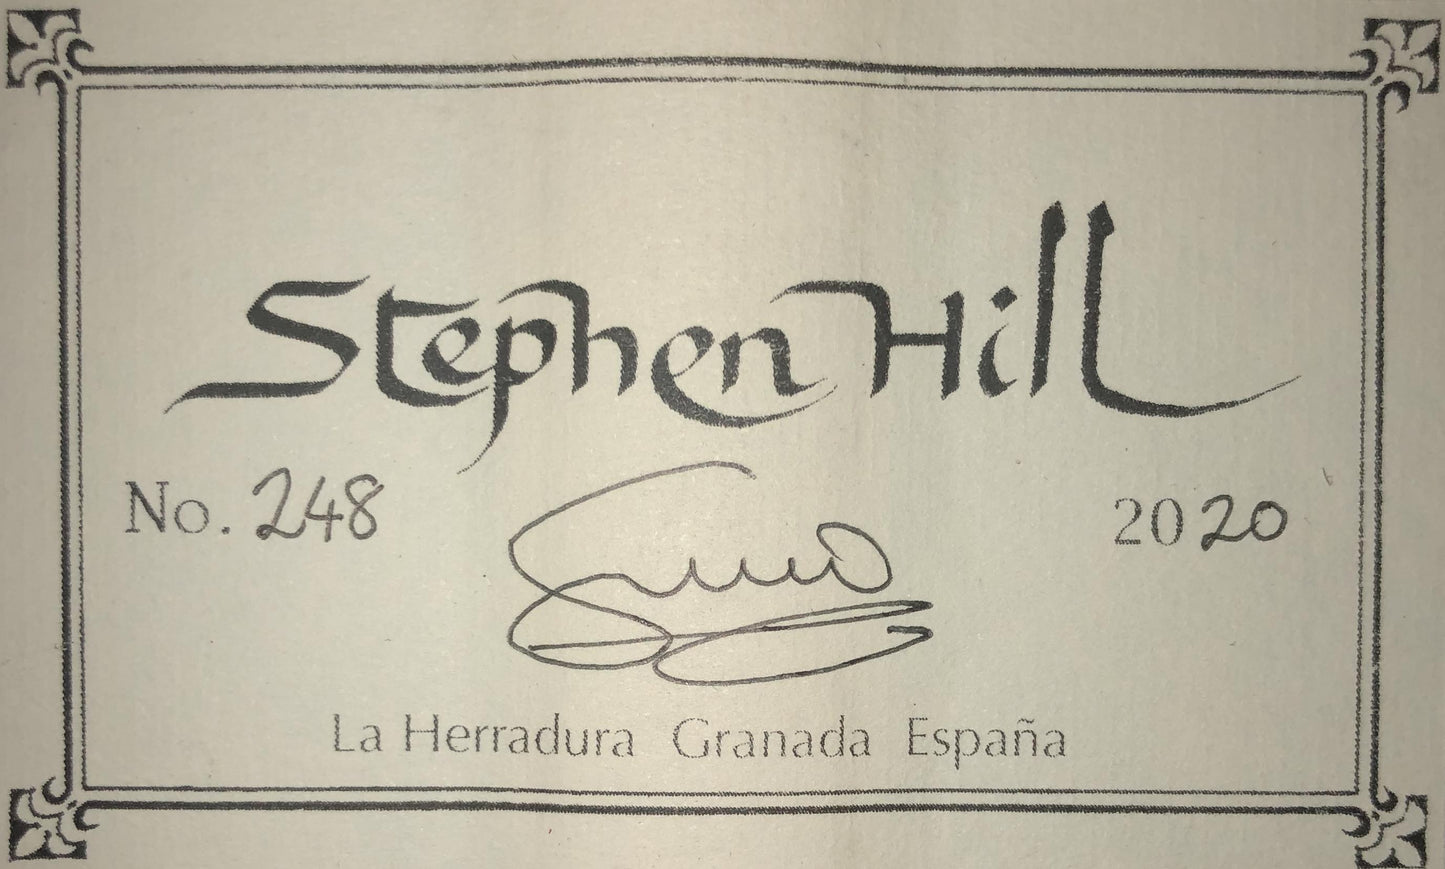 Stephen Hill
No. 248 2020
La Herradura Granada España